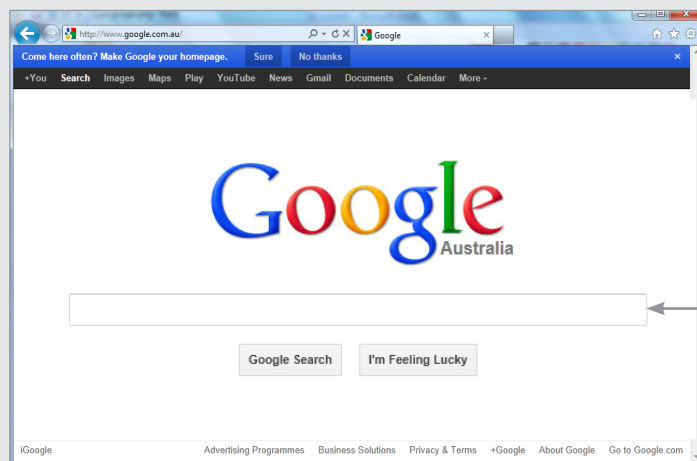 http://www.google.com.au/ Google
Come here often? Make Google your homepage. Sure No thanks
+You Search Images Maps Play YouTube News Gmail Documents Calendar More
Google
Australia
Google Search I'm Feeling Lucky
iGoogle Advertising Programmes Business Solutions Privacy & Terms +Google About Google Go to Google.com